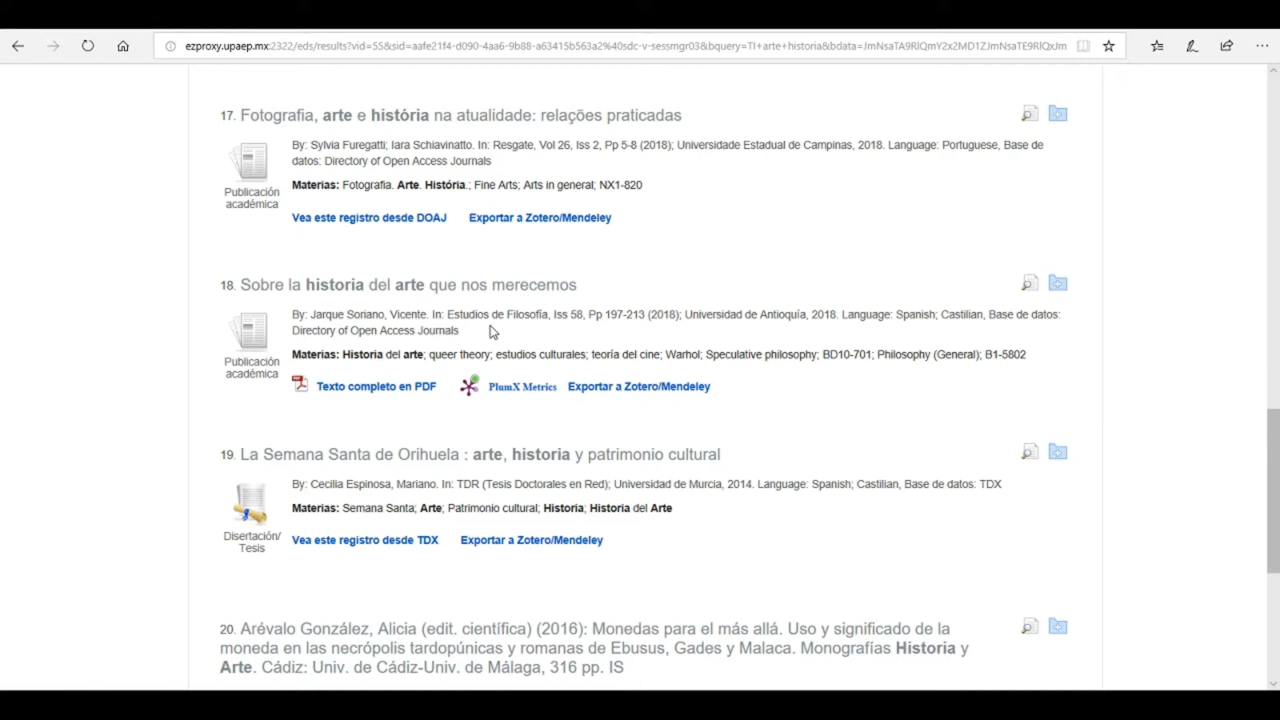 ezproxy.upaep.mx:2322/eds/results?vid=55&sid=aafe21f4-d090-4aa6-9b88-a63415b563a2%40sdc-v-sessmgr03&bquery=TI+arte+historia&bdata=JmNsaTA9RlQmY2x2MD1ZJmNsaTE9RlQxJm
17. Fotografia, arte e história na atualidade: relações praticadas
By: Sylvia Furegatti; Iara Schiavinatto. In: Resgate, Vol 26, Iss 2, Pp 5-8 (2018); Universidade Estadual de Campinas, 2018. Language: Portuguese, Base de
datos: Directory of Open Access Journals
Publicación
académica
Materias: Fotografia. Arte. História.; Fine Arts; Arts in general; NX1-820
Vea este registro desde DOAJ Exportar a Zotero/Mendeley
18. Sobre la historia del arte que nos merecemos
By: Jarque Soriano, Vicente. In: Estudios de Filosofía, Iss 58, Pp 197-213 (2018); Universidad de Antioquía, 2018. Language: Spanish; Castilian, Base de datos:
Directory of Open Access Journals
Publicación
académica
Materias: Historia del arte; queer theory; estudios culturales; teoría del cine; Warhol; Speculative philosophy; BD10-701; Philosophy (General); B1-5802
Texto completo en PDF PlumX Metrics Exportar a Zotero/Mendeley
19. La Semana Santa de Orihuela : arte, historia y patrimonio cultural
By: Cecilia Espinosa, Mariano. In: TDR (Tesis Doctorales en Red); Universidad de Murcia, 2014. Language: Spanish; Castilian, Base de datos: TDX
Materias: Semana Santa; Arte; Patrimonio cultural; Historia; Historia del Arte
Disertación/
Tesis
Vea este registro desde TDX Exportar a Zotero/Mendeley
20. Arévalo González, Alicia (edit. científica) (2016): Monedas para el más allá. Uso y significado de la
moneda en las necrópolis tardopúnicas y romanas de Ebusus, Gades y Malaca. Monografías Historia y
Arte. Cádiz: Univ. de Cádiz-Univ. de Málaga, 316 pp. IS